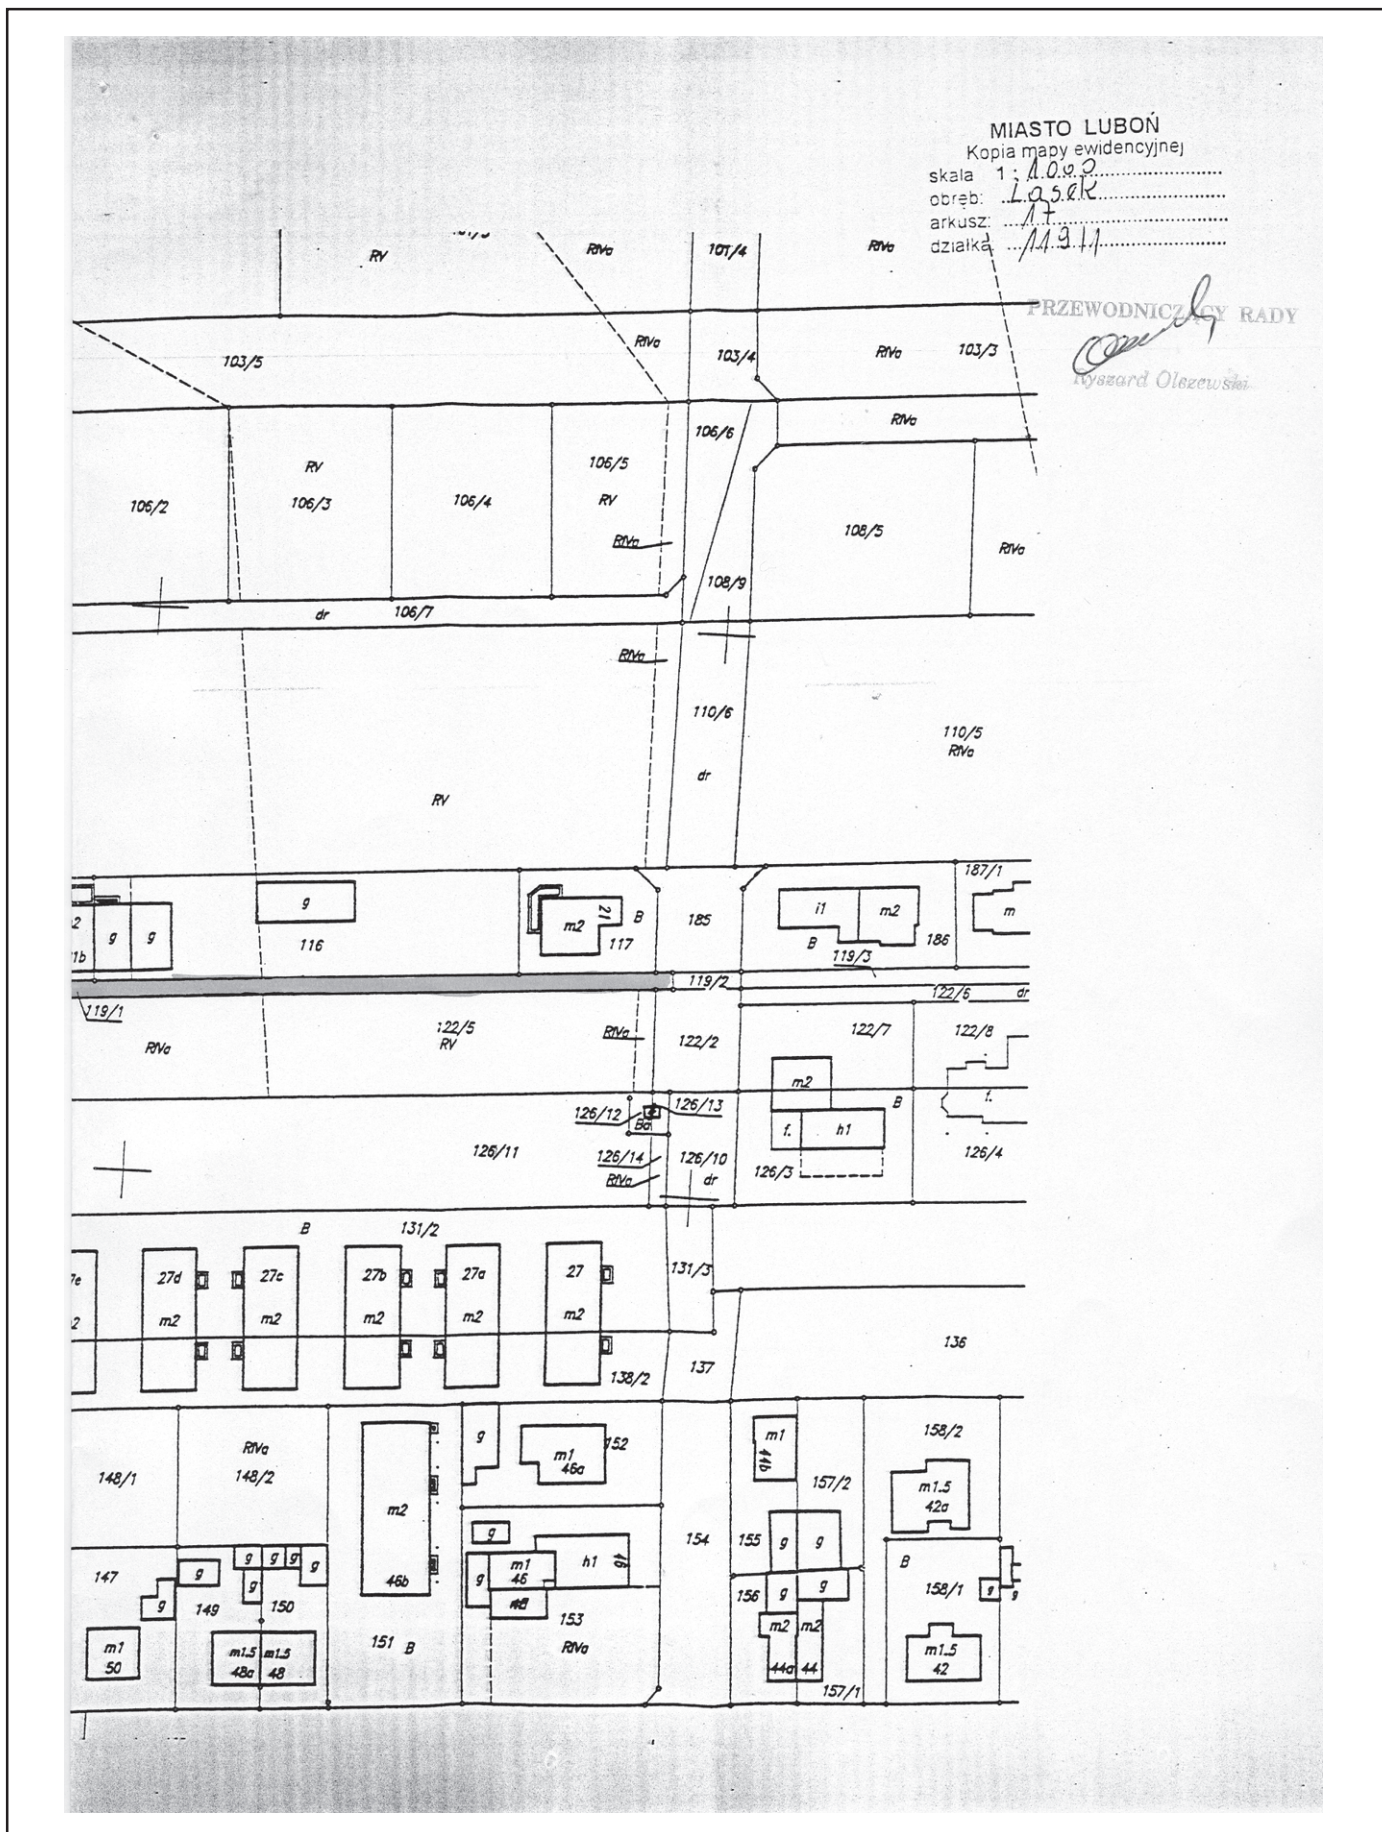 MIASTO LUBOŃ
Kopia mapy ewidencyjnej
skala 1 : 1000
obręb: Lasek
arkusz: 17
działka 119/1
PRZEWODNICZĄCY RADY
Ryszard Olszewski
RV RIVa 101/4 RIVa
103/5 RIVa 103/4 RIVa 103/3
106/6 RIVa
RV 106/5
106/2 106/3 106/4 RV 108/5
RIVa RIVa
108/9
dr 106/7
RIVa
110/6 110/5
RIVa
dr
RV
187/1
g i1 m2 m
g g 116 m2 21 B 117 185 B 186
1b
119/3
119/2
119/1 122/5 dr
RIVa 122/5 RV RIVa 122/2 122/7 122/8
m2
126/12 126/13 B f.
Ba f. h1
126/11 126/14 126/10 126/3 126/4
RIVa dr
B 131/2
7e 27d 27c 27b 27a 27 131/3
m2 m2 m2 m2 m2
138/2 137 136
RIVa g m1 46a 152 m1 44b 158/2
148/1 148/2 157/2 m1.5 42a
m2
g 154 155 g g
147 g g g g g g m1 46 h1 46 B
g 149 150 46b g 153 156 g g 158/1 g g
m1 50 m1.5 48a m1.5 48 151 B RIVa m2 44a m2 44 m1.5 42
157/1